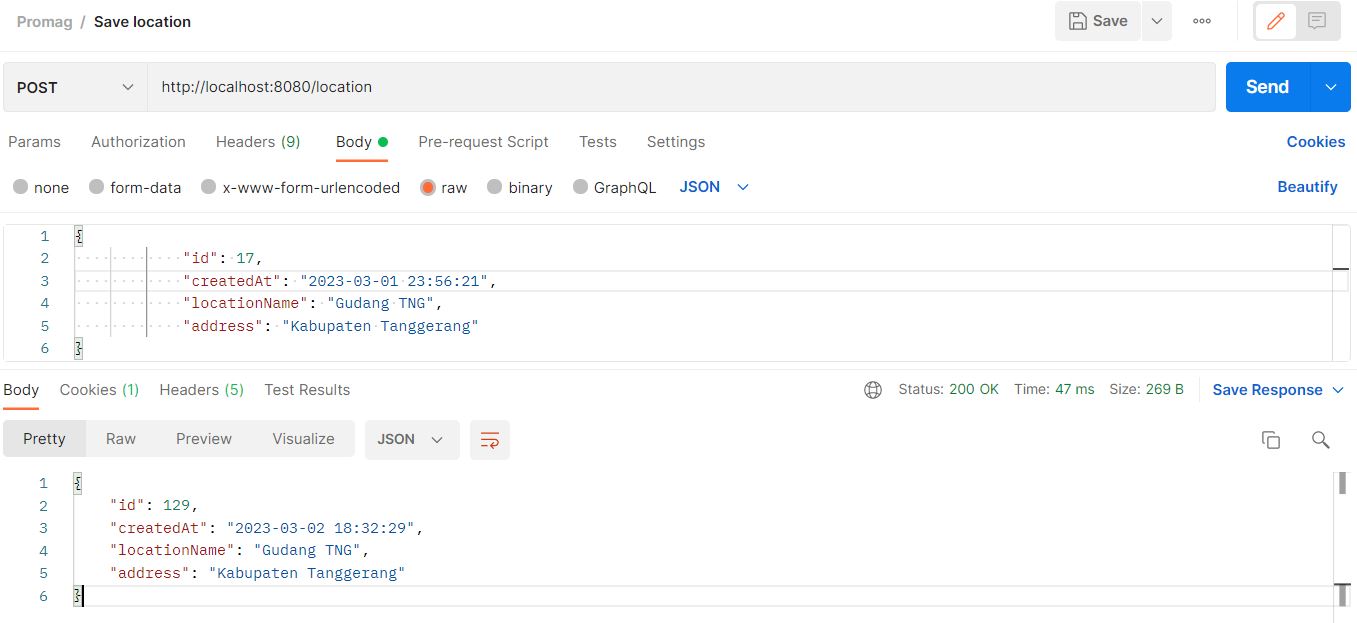 Promag / Save location
Save
POST
http://localhost:8080/location
Send
Params Authorization Headers (9) Body Pre-request Script Tests Settings Cookies
none form-data x-www-form-urlencoded raw binary GraphQL JSON Beautify
1 {
2 "id": 17,
3 "createdAt": "2023-03-01 23:56:21",
4 "locationName": "Gudang TNG",
5 "address": "Kabupaten Tanggerang"
6 }
Body Cookies (1) Headers (5) Test Results Status: 200 OK Time: 47 ms Size: 269 B Save Response
Pretty Raw Preview Visualize JSON
1 {
2 "id": 129,
3 "createdAt": "2023-03-02 18:32:29",
4 "locationName": "Gudang TNG",
5 "address": "Kabupaten Tanggerang"
6 }